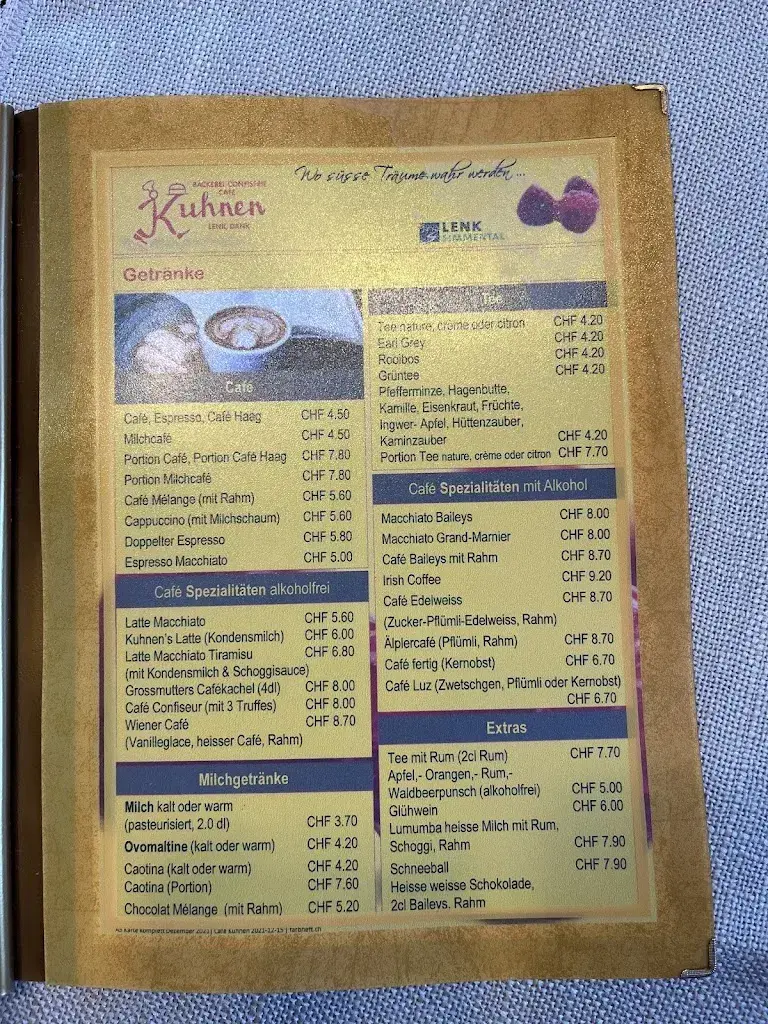 Wo süsse Träume wahr werden ...
BÄCKEREI CONFISERIE
CAFÉ
Kuhnen
LENK
LENK
SIMMENTAL
Getränke
Café
Café, Espresso, Café Haag CHF 4.50
Milchcafé CHF 4.50
Portion Café, Portion Café Haag CHF 7.80
Portion Milchcafé CHF 7.80
Café Mélange (mit Rahm) CHF 5.60
Cappuccino (mit Milchschaum) CHF 5.60
Doppelter Espresso CHF 5.80
Espresso Macchiato CHF 5.00
Café Spezialitäten alkoholfrei
Latte Macchiato CHF 5.60
Kuhnen's Latte (Kondensmilch) CHF 6.00
Latte Macchiato Tiramisu CHF 6.80
(mit Kondensmilch & Schoggisauce)
Grossmutters Cafékachel (4dl) CHF 8.00
Café Confiseur (mit 3 Truffes) CHF 8.00
Wiener Café CHF 8.70
(Vanilleglace, heisser Café, Rahm)
Milchgetränke
Milch kalt oder warm
(pasteurisiert, 2.0 dl) CHF 3.70
Ovomaltine (kalt oder warm) CHF 4.20
Caotina (kalt oder warm) CHF 4.20
Caotina (Portion) CHF 7.60
Chocolat Mélange (mit Rahm) CHF 5.20
Tee
Tee nature, crème oder citron CHF 4.20
Earl Grey CHF 4.20
Rooibos CHF 4.20
Grüntee CHF 4.20
Pfefferminze, Hagenbutte,
Kamille, Eisenkraut, Früchte,
Ingwer- Apfel, Hüttenzauber,
Kaminzauber CHF 4.20
Portion Tee nature, crème oder citron CHF 7.70
Café Spezialitäten mit Alkohol
Macchiato Baileys CHF 8.00
Macchiato Grand-Marnier CHF 8.00
Café Baileys mit Rahm CHF 8.70
Irish Coffee CHF 9.20
Café Edelweiss CHF 8.70
(Zucker-Pflümli-Edelweiss, Rahm)
Älplercafé (Pflümli, Rahm) CHF 8.70
Café fertig (Kernobst) CHF 6.70
Café Luz (Zwetschgen, Pflümli oder Kernobst)
CHF 6.70
Extras
Tee mit Rum (2cl Rum) CHF 7.70
Apfel,- Orangen,- Rum,-
Waldbeerpunsch (alkoholfrei) CHF 5.00
Glühwein CHF 6.00
Lumumba heisse Milch mit Rum,
Schoggi, Rahm CHF 7.90
Schneeball CHF 7.90
Heisse weisse Schokolade,
2cl Baileys, Rahm
Karte komplett Dezember 2021 | Café Kuhnen 2021-12-15 | farbheft.ch